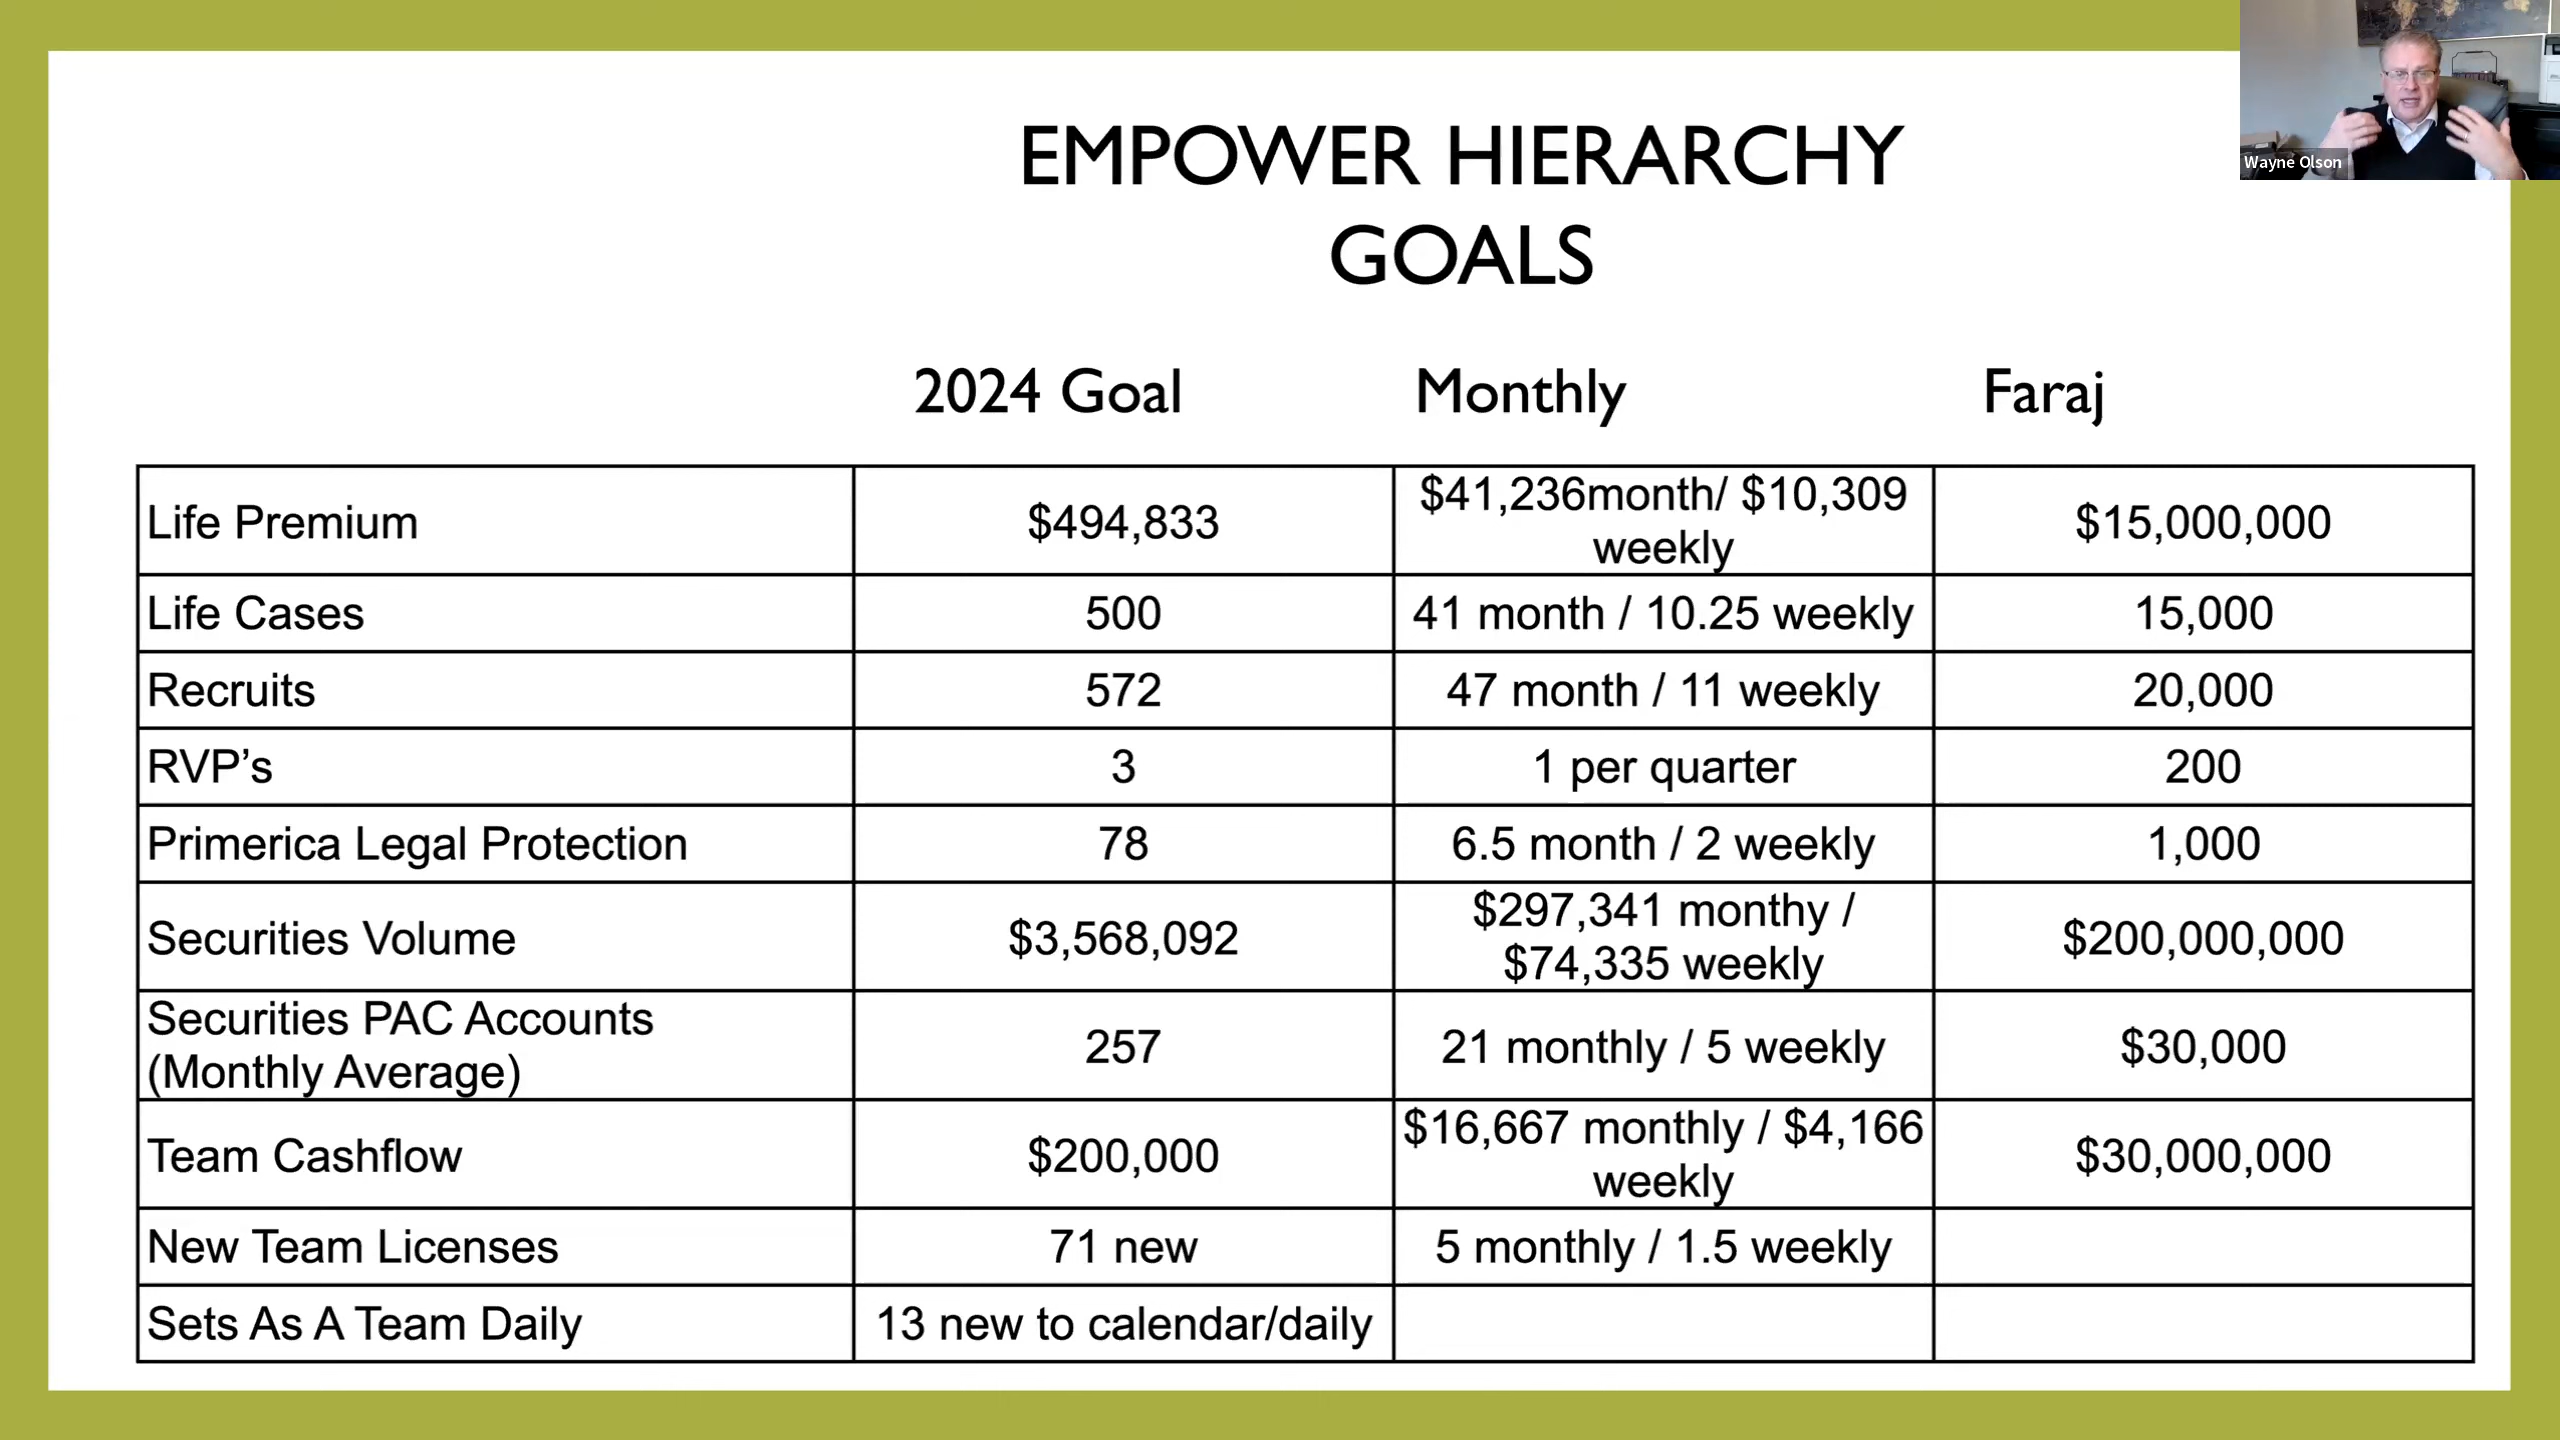 Wayne Olson
EMPOWER HIERARCHY
GOALS
2024 Goal Monthly Faraj
Life Premium $494,833 $41,236month/ $10,309 weekly $15,000,000
Life Cases 500 41 month / 10.25 weekly 15,000
Recruits 572 47 month / 11 weekly 20,000
RVP’s 3 1 per quarter 200
Primerica Legal Protection 78 6.5 month / 2 weekly 1,000
Securities Volume $3,568,092 $297,341 monthy / $74,335 weekly $200,000,000
Securities PAC Accounts (Monthly Average) 257 21 monthly / 5 weekly $30,000
Team Cashflow $200,000 $16,667 monthly / $4,166 weekly $30,000,000
New Team Licenses 71 new 5 monthly / 1.5 weekly
Sets As A Team Daily 13 new to calendar/daily